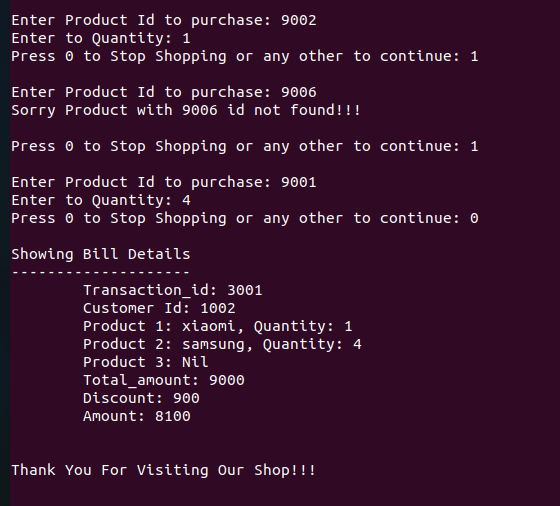 Enter Product Id to purchase: 9002
Enter to Quantity: 1
Press 0 to Stop Shopping or any other to continue: 1
Enter Product Id to purchase: 9006
Sorry Product with 9006 id not found!!!
Press 0 to Stop Shopping or any other to continue: 1
Enter Product Id to purchase: 9001
Enter to Quantity: 4
Press 0 to Stop Shopping or any other to continue: 0
Showing Bill Details
--------------------
Transaction_id: 3001
Customer Id: 1002
Product 1: xiaomi, Quantity: 1
Product 2: samsung, Quantity: 4
Product 3: Nil
Total_amount: 9000
Discount: 900
Amount: 8100
Thank You For Visiting Our Shop!!!